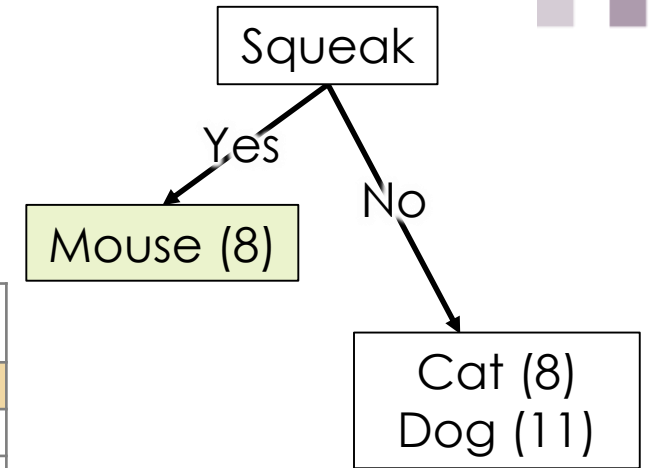 Squeak
Yes
No
Mouse (8)
Cat (8)
Dog (11)